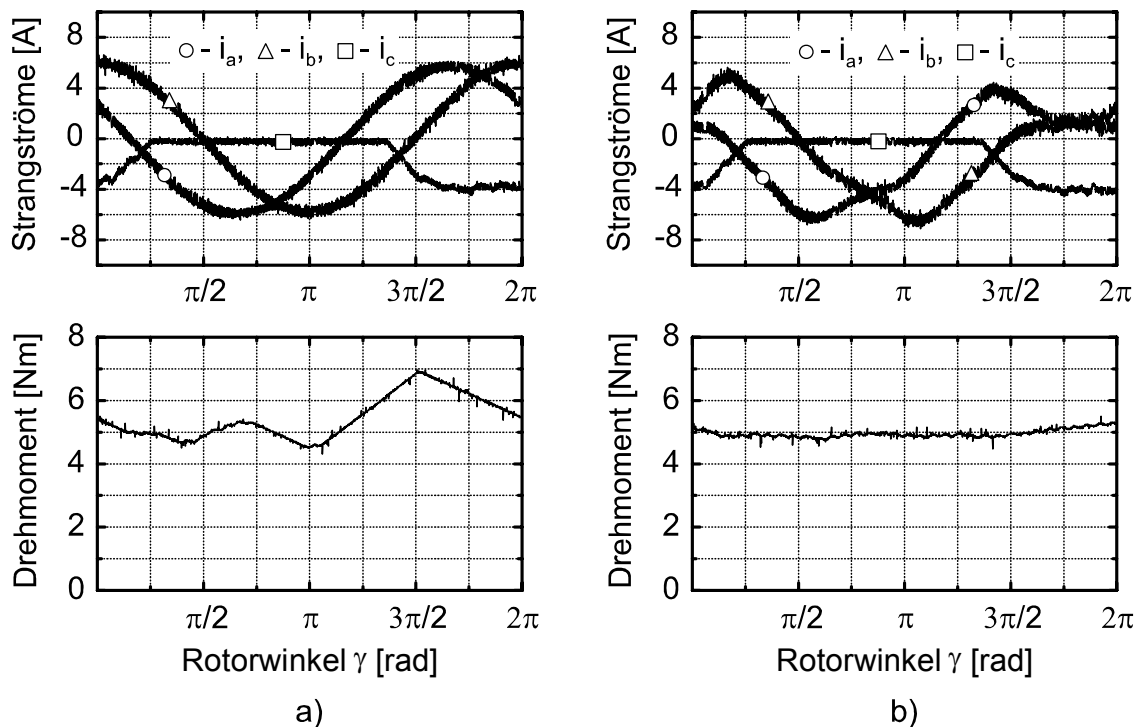 Strangströme [A]
8
4
0
-4
-8
○ - i_a, △ - i_b, □ - i_c
π/2 π 3π/2 2π
Drehmoment [Nm]
8
6
4
2
0
π/2 π 3π/2 2π
Rotorwinkel γ [rad]
a)
Strangströme [A]
8
4
0
-4
-8
○ - i_a, △ - i_b, □ - i_c
π/2 π 3π/2 2π
Drehmoment [Nm]
8
6
4
2
0
π/2 π 3π/2 2π
Rotorwinkel γ [rad]
b)